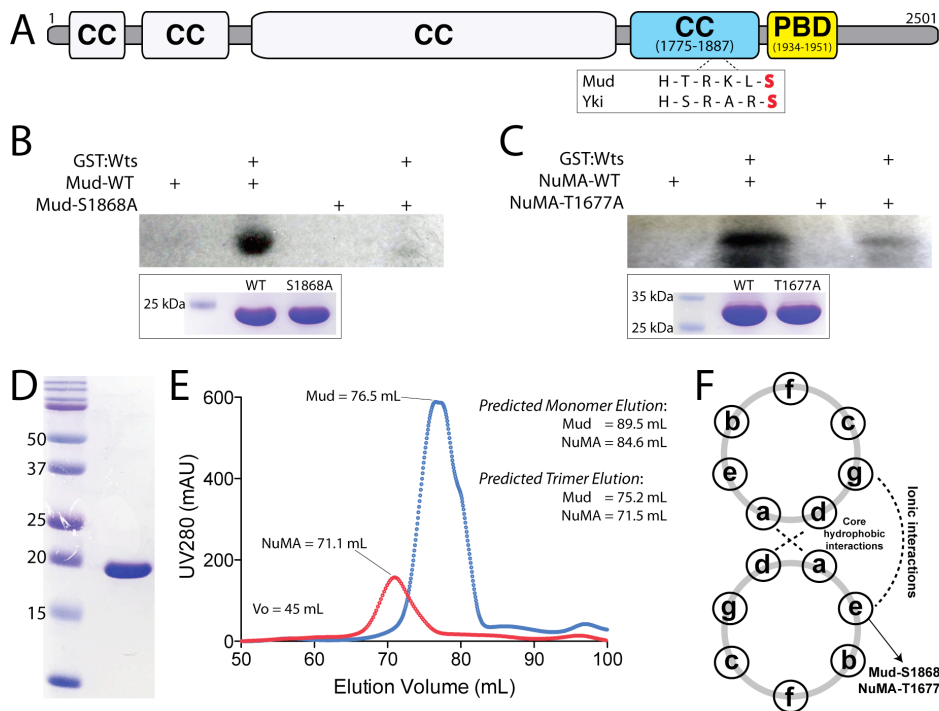 A
1
2501
CC
CC
CC
CC
(1775-1887)
PBD
(1934-1951)
Mud H - T - R - K - L - S
Yki H - S - R - A - R - S
B
GST:Wts + +
Mud-WT + +
Mud-S1868A + +
WT S1868A
25 kDa
C
GST:Wts + +
NuMA-WT + +
NuMA-T1677A + +
WT T1677A
35 kDa
25 kDa
D
50
37
25
20
15
E
600
400
200
0
UV280 (mAU)
50 60 70 80 90 100
Elution Volume (mL)
Mud = 76.5 mL
NuMA = 71.1 mL
Vo = 45 mL
Predicted Monomer Elution:
Mud = 89.5 mL
NuMA = 84.6 mL
Predicted Trimer Elution:
Mud = 75.2 mL
NuMA = 71.5 mL
F
f
b c
e g
a d
Core
hydrophobic
interactions
Ionic interactions
d a
g e
c b
f
Mud-S1868
NuMA-T1677